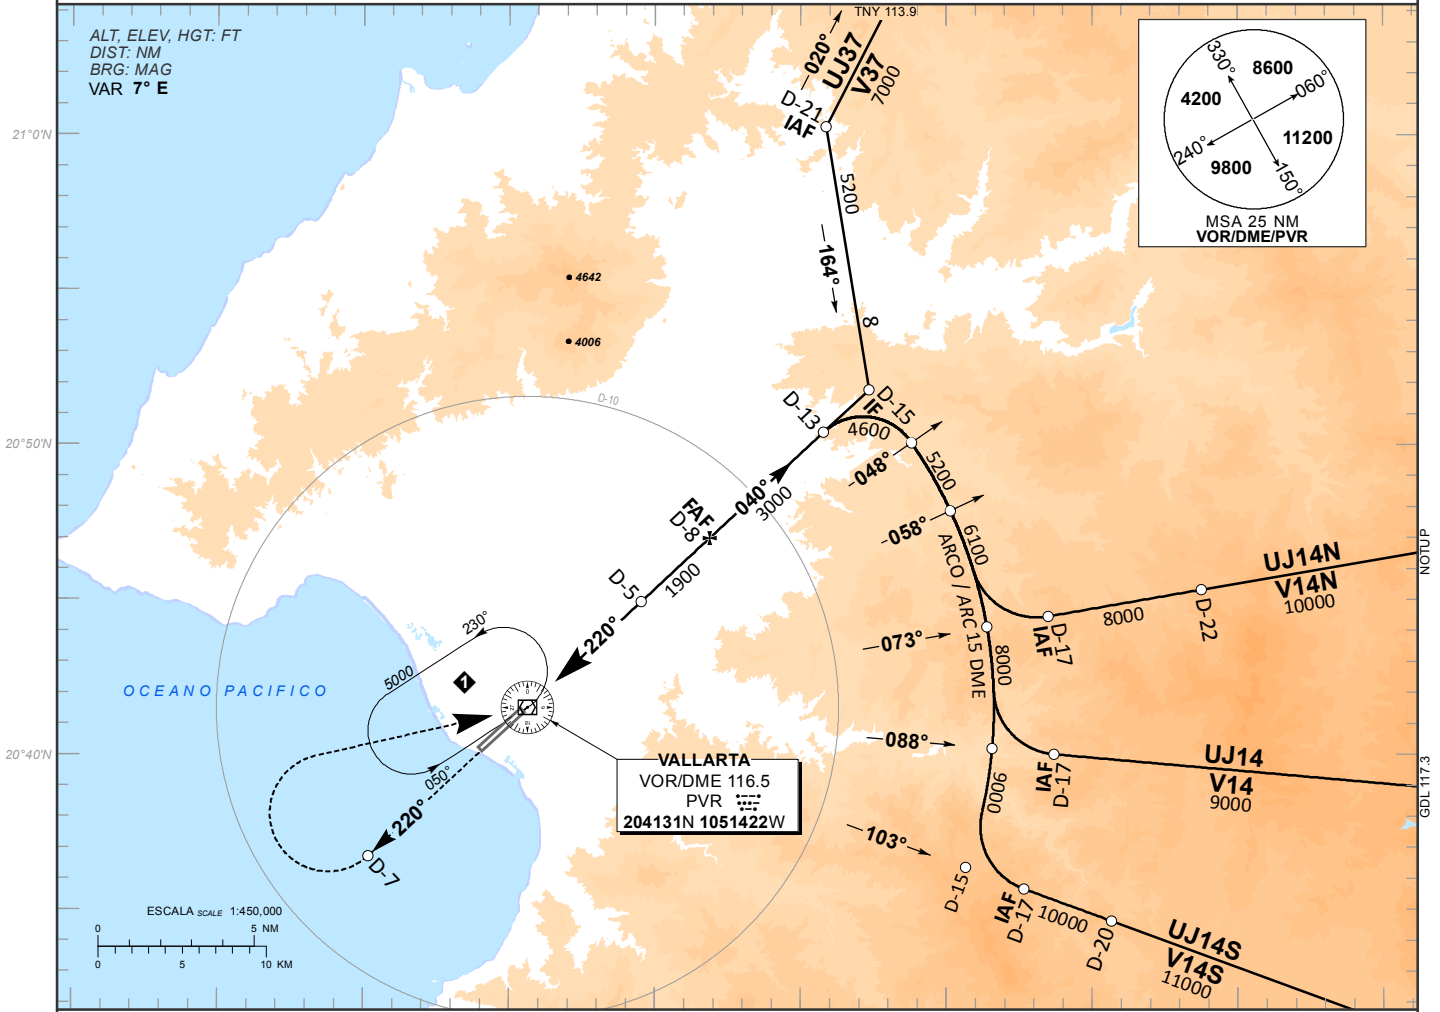 ALT, ELEV, HGT: FT
DIST: NM
BRG: MAG
VAR 7° E
TNY 113.9
020°
UJ37
V37
7000
D-21
IAF
5200
164°
8
330°
8600
060°
4200
11200
240°
9800
150°
MSA 25 NM
VOR/DME/PVR
21°0'N
20°50'N
20°40'N
4642
4006
D-10
D-15
IF
D-13
4600
048°
5200
058°
6100
ARCO / ARC 15 DME
040°
3000
FAF
D-8
1900
D-5
220°
230°
5000
1
050°
220°
D-7
OCEANO PACIFICO
073°
8000
088°
9000
103°
D-15
UJ14N
V14N
10000
D-22
8000
IAF
D-17
NOTUP
UJ14
V14
9000
IAF
D-17
GDL 117.3
IAF
D-17
10000
D-20
UJ14S
V14S
11000
VALLARTA
VOR/DME 116.5
PVR
204131N 1051422W
ESCALA SCALE 1:450,000
0 5 NM
0 5 10 KM